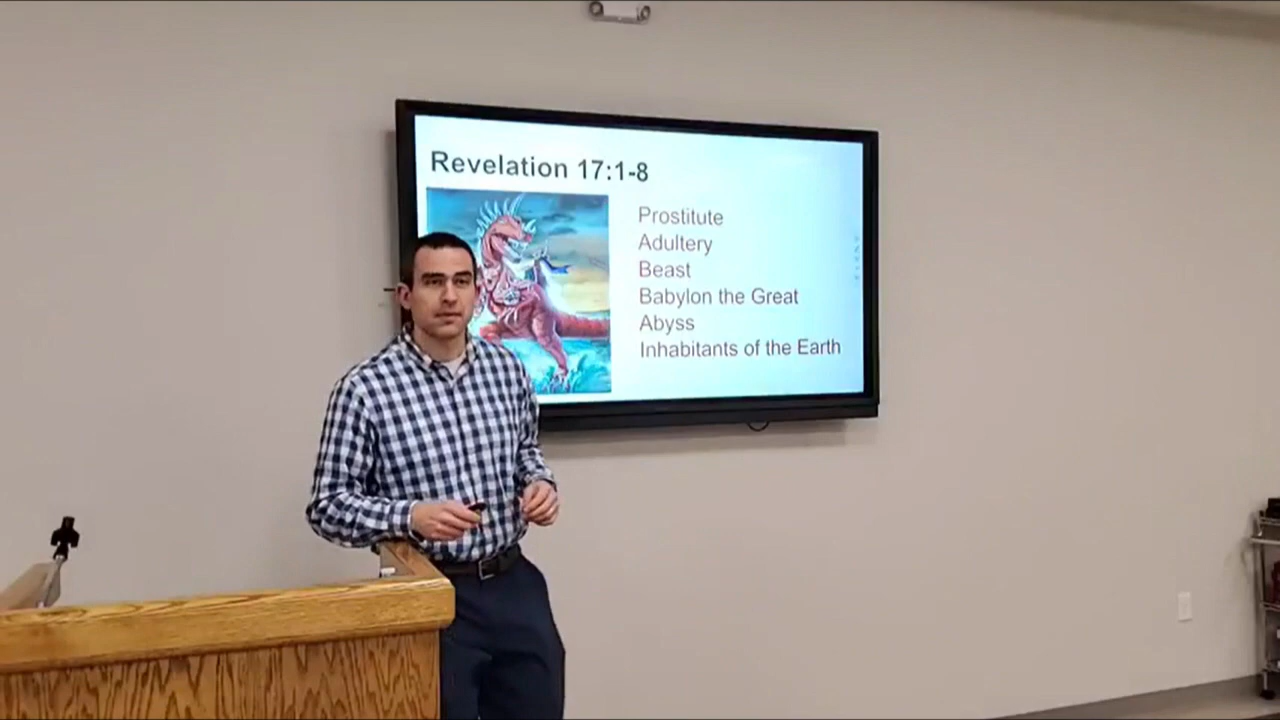 Revelation 17:1-8
Prostitute
Adultery
Beast
Babylon the Great
Abyss
Inhabitants of the Earth